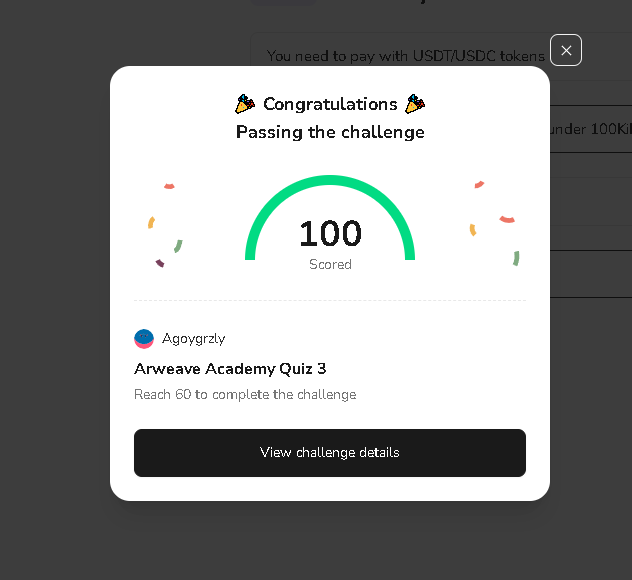 You need to pay with USDT/USDC tokens
Congratulations
Passing the challenge
under 100Kil
100
Scored
Agoygrzly
Arweave Academy Quiz 3
Reach 60 to complete the challenge
View challenge details